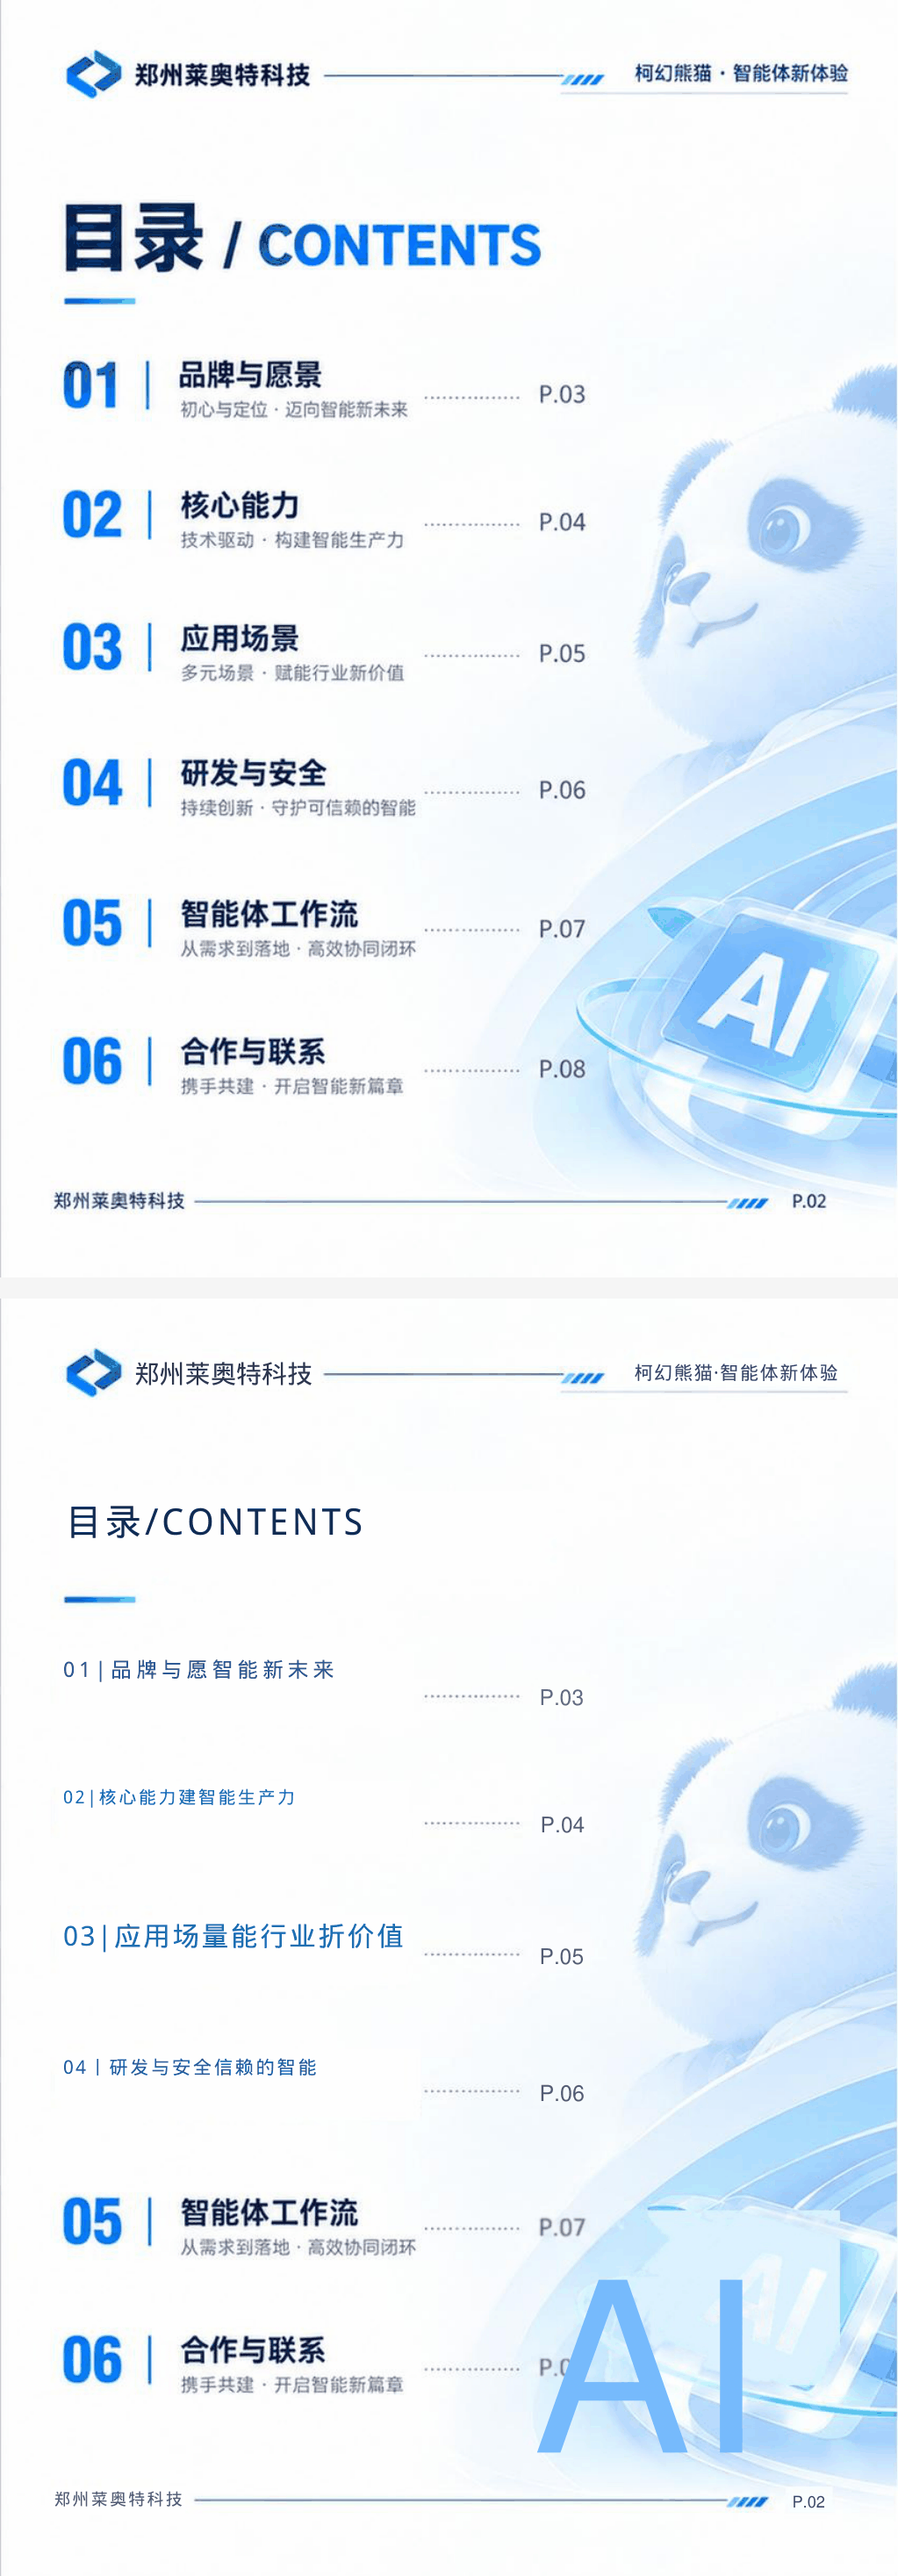 郑州莱奥特科技
柯幻熊猫·智能体新体验
目录 / CONTENTS
01 | 品牌与愿景
初心与定位·迈向智能新未来
P.03
02 | 核心能力
技术驱动·构建智能生产力
P.04
03 | 应用场景
多元场景·赋能行业新价值
P.05
04 | 研发与安全
持续创新·守护可信赖的智能
P.06
05 | 智能体工作流
从需求到落地·高效协同闭环
P.07
06 | 合作与联系
携手共建·开启智能新篇章
P.08
AI
郑州莱奥特科技
P.02
郑州莱奥特科技
柯幻熊猫·智能体新体验
目录/CONTENTS
01|品牌与愿智能新末来
P.03
02|核心能力建智能生产力
P.04
03|应用场量能行业折价值
P.05
04|研发与安全信赖的智能
P.06
05 | 智能体工作流
从需求到落地·高效协同闭环
P.07
06 | 合作与联系
携手共建·开启智能新篇章
AI
AI
郑州莱奥特科技
P.02